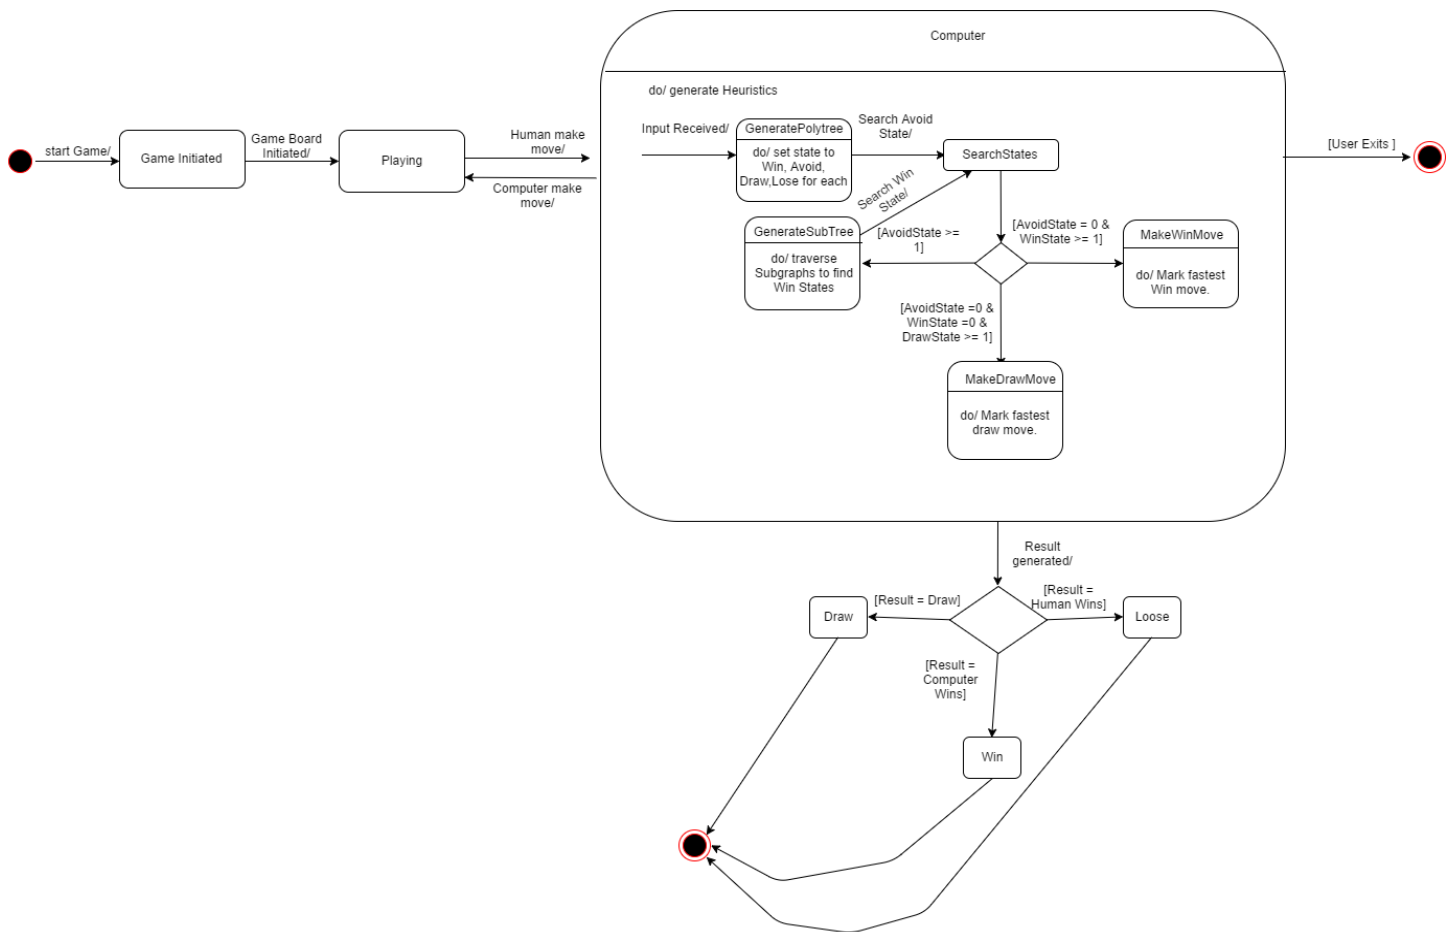 Computer
do/ generate Heuristics
start Game/
Game Initiated
Game Board
Initiated/
Playing
Human make
move/
Computer make
move/
Input Received/
GeneratePolytree
do/ set state to
Win, Avoid,
Draw,Lose for each
Search Avoid
State/
SearchStates
[User Exits ]
Search Win
State/
GenerateSubTree
do/ traverse
Subgraphs to find
Win States
[AvoidState >=
1]
[AvoidState = 0 &
WinState >= 1]
MakeWinMove
do/ Mark fastest
Win move.
[AvoidState =0 &
WinState =0 &
DrawState >= 1]
MakeDrawMove
do/ Mark fastest
draw move.
Result
generated/
[Result = Draw]
[Result =
Human Wins]
Draw
Loose
[Result =
Computer
Wins]
Win